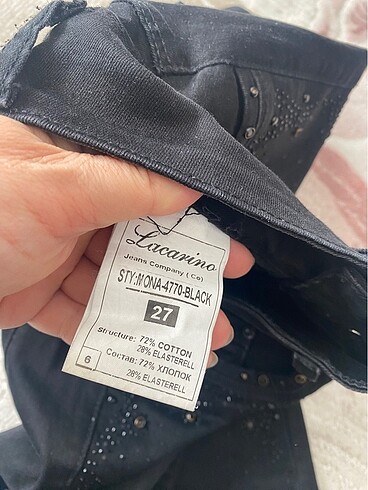 Lacarino
Jeans Company ( Co)
STY:MONA-4770-BLACK
27
Structure: 72% COTTON
28% ELASTERELL
6
Состав: 72% ХЛОПОК
28% ELASTERELL